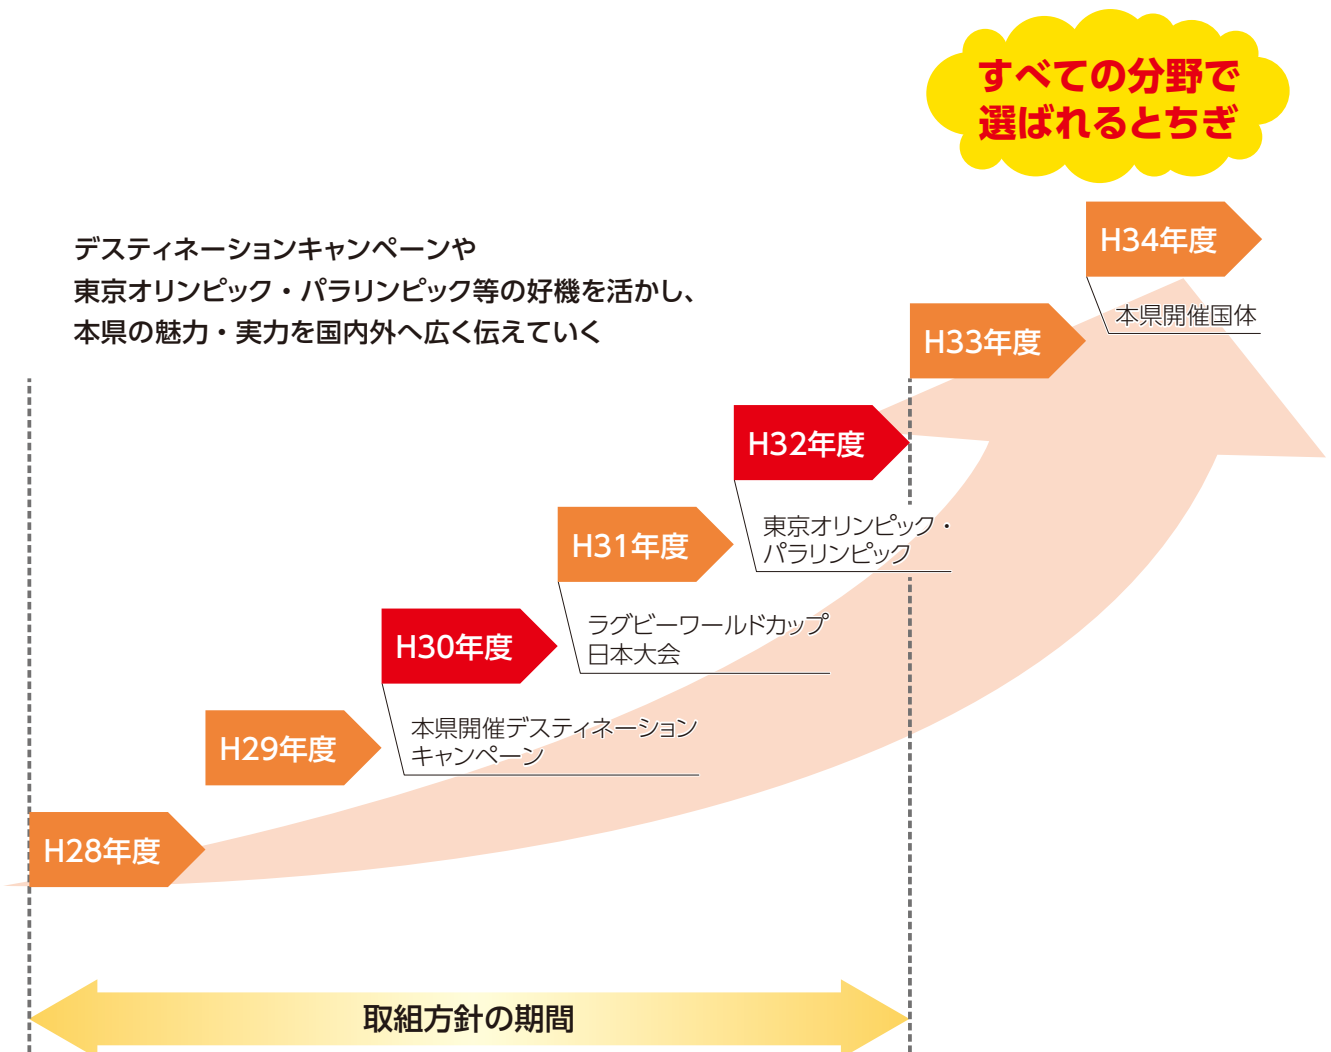 すべての分野で
選ばれるとちぎ
デスティネーションキャンペーンや
東京オリンピック・パラリンピック等の好機を活かし、
本県の魅力・実力を国内外へ広く伝えていく
H34年度
本県開催国体
H33年度
H32年度
東京オリンピック・
パラリンピック
H31年度
ラグビーワールドカップ
日本大会
H30年度
本県開催デスティネーション
キャンペーン
H29年度
H28年度
取組方針の期間